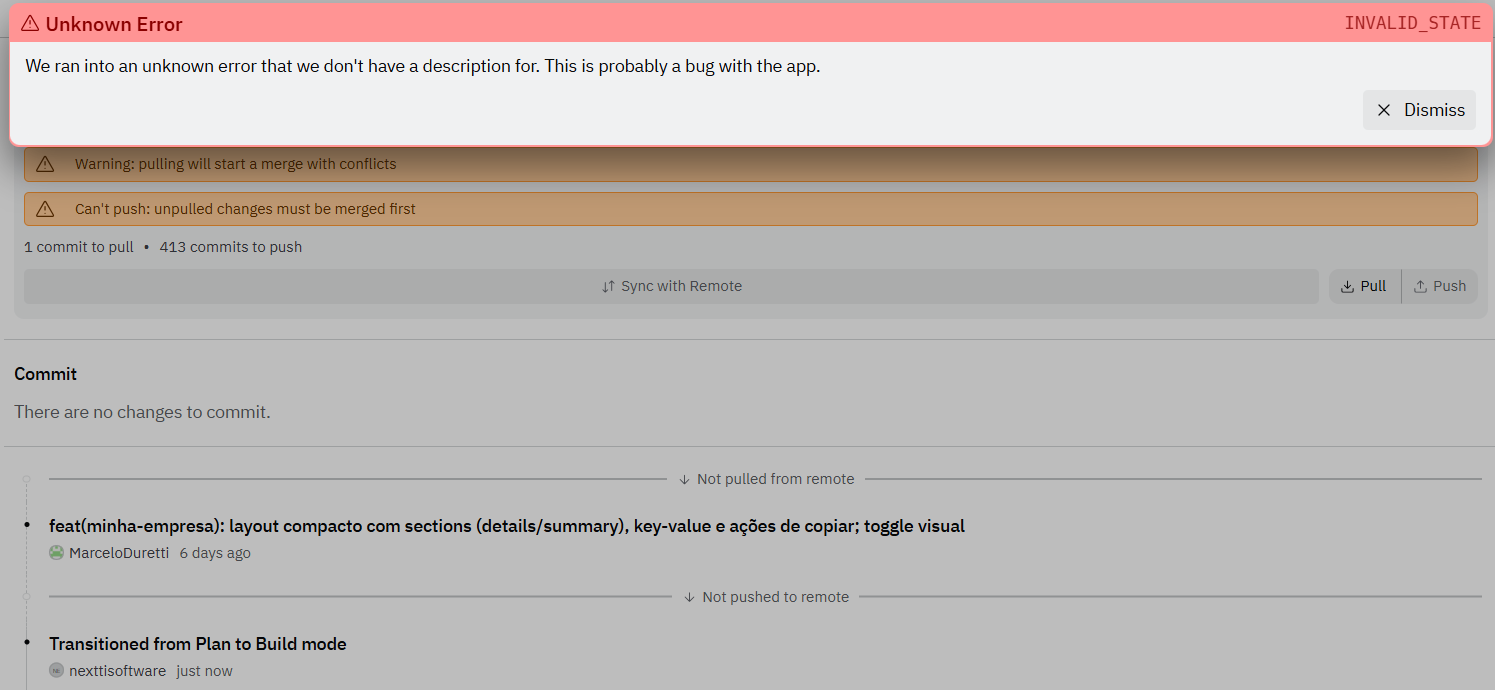 Unknown Error
INVALID_STATE
We ran into an unknown error that we don't have a description for. This is probably a bug with the app.
Dismiss
Warning: pulling will start a merge with conflicts
Can't push: unpulled changes must be merged first
1 commit to pull • 413 commits to push
Sync with Remote
Pull
Push
Commit
There are no changes to commit.
Not pulled from remote
feat(minha-empresa): layout compacto com sections (details/summary), key-value e ações de copiar; toggle visual
MarceloDuretti 6 days ago
Not pushed to remote
Transitioned from Plan to Build mode
nexttisoftware just now